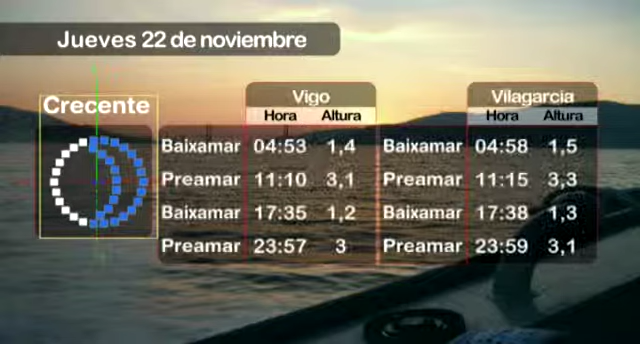 Jueves 22 de noviembre
Crecente
Vigo
Hora Altura
Baixamar 04:53 1,4
Preamar 11:10 3,1
Baixamar 17:35 1,2
Preamar 23:57 3
Vilagarcia
Hora Altura
Baixamar 04:58 1,5
Preamar 11:15 3,3
Baixamar 17:38 1,3
Preamar 23:59 3,1